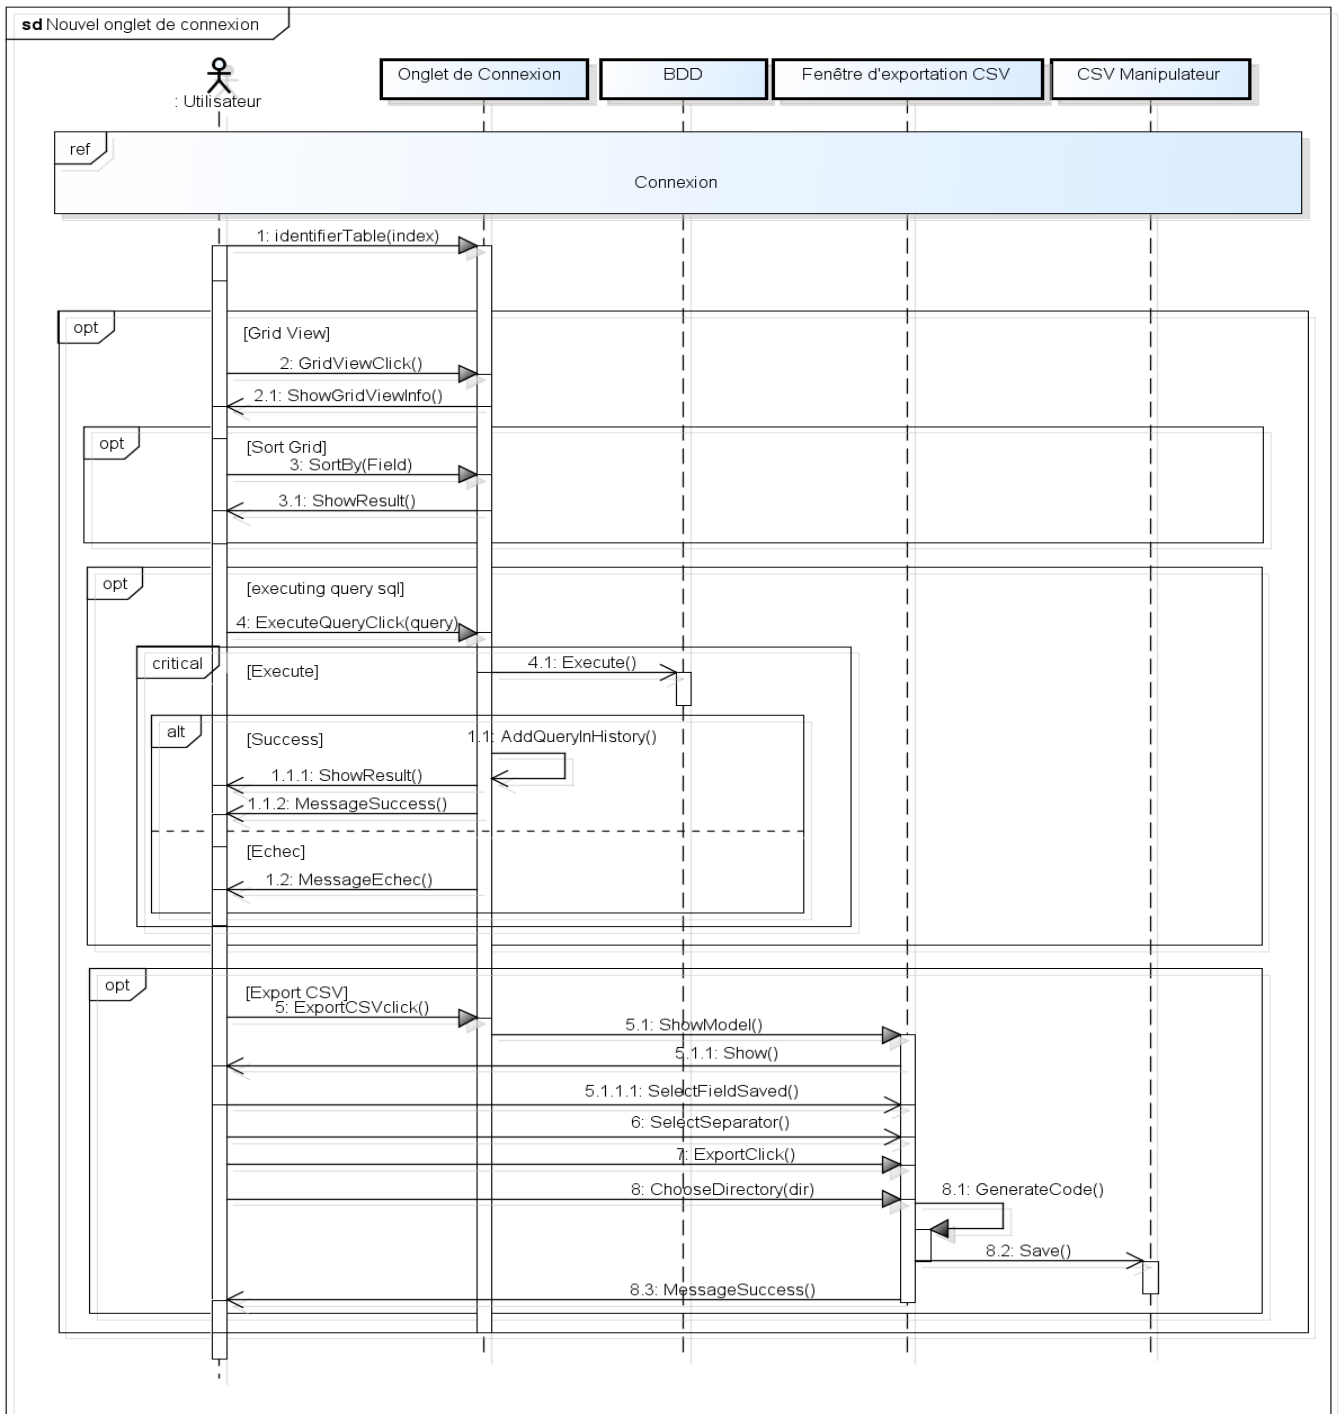 sd Nouvel onglet de connexion
: Utilisateur
Onglet de Connexion
BDD
Fenêtre d'exportation CSV
CSV Manipulateur
ref
Connexion
1: identifierTable(index)
opt
[Grid View]
2: GridViewClick()
2.1: ShowGridViewInfo()
opt
[Sort Grid]
3: SortBy(Field)
3.1: ShowResult()
opt
[executing query sql]
4: ExecuteQueryClick(query)
critical
[Execute]
4.1: Execute()
alt
[Success]
1.1: AddQueryInHistory()
1.1.1: ShowResult()
1.1.2: MessageSuccess()
[Echec]
1.2: MessageEchec()
opt
[Export CSV]
5: ExportCSVclick()
5.1: ShowModel()
5.1.1: Show()
5.1.1.1: SelectFieldSaved()
6: SelectSeparator()
7: ExportClick()
8: ChooseDirectory(dir)
8.1: GenerateCode()
8.2: Save()
8.3: MessageSuccess()